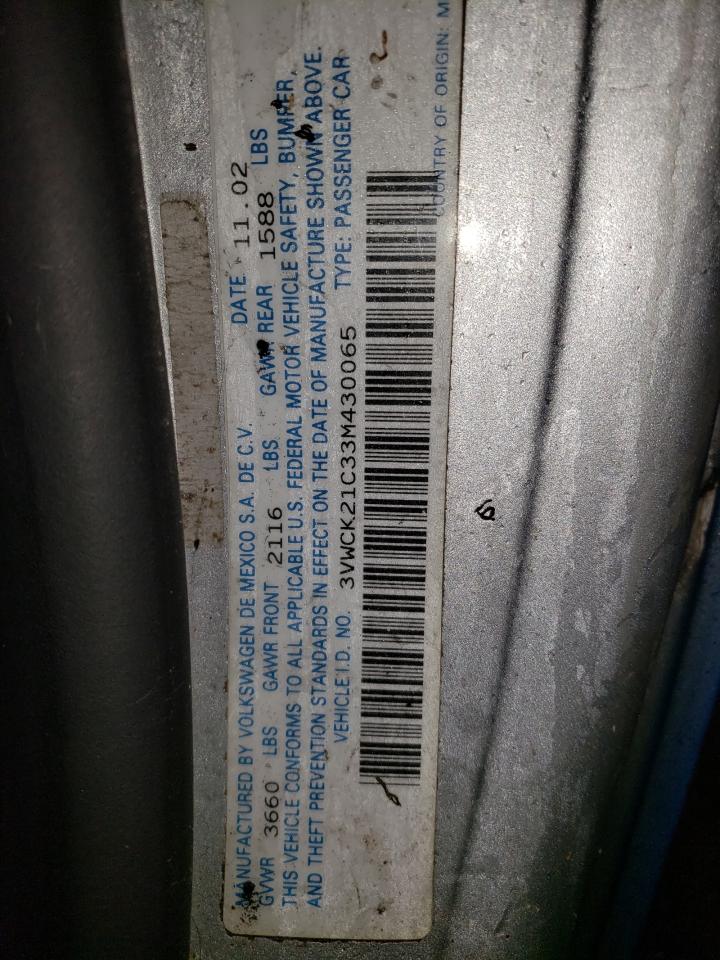 MANUFACTURED BY VOLKSWAGEN DE MEXICO S.A. DE C.V. DATE 11.02
GVWR 3660 LBS GAWR FRONT 2116 LBS GAWR REAR 1588 LBS
THIS VEHICLE CONFORMS TO ALL APPLICABLE U.S. FEDERAL MOTOR VEHICLE SAFETY, BUMPER,
AND THEFT PREVENTION STANDARDS IN EFFECT ON THE DATE OF MANUFACTURE SHOWN ABOVE.
VEHICLE I.D. NO. 3VWCK21C33M430065 TYPE: PASSENGER CAR
COUNTRY OF ORIGIN: M